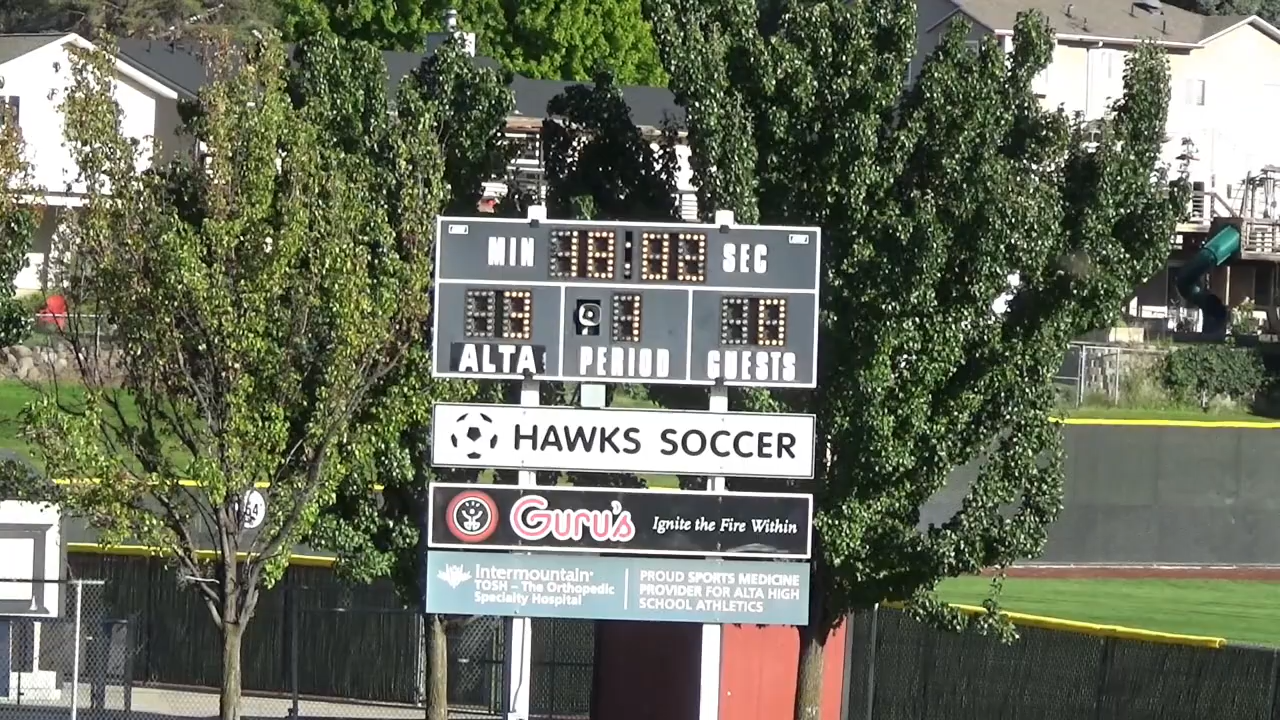 MIN SEC
ALTA PERIOD GUESTS
HAWKS SOCCER
Guru's Ignite the Fire Within
Intermountain
TOSH – The Orthopedic
Specialty Hospital
PROUD SPORTS MEDICINE
PROVIDER FOR ALTA HIGH
SCHOOL ATHLETICS